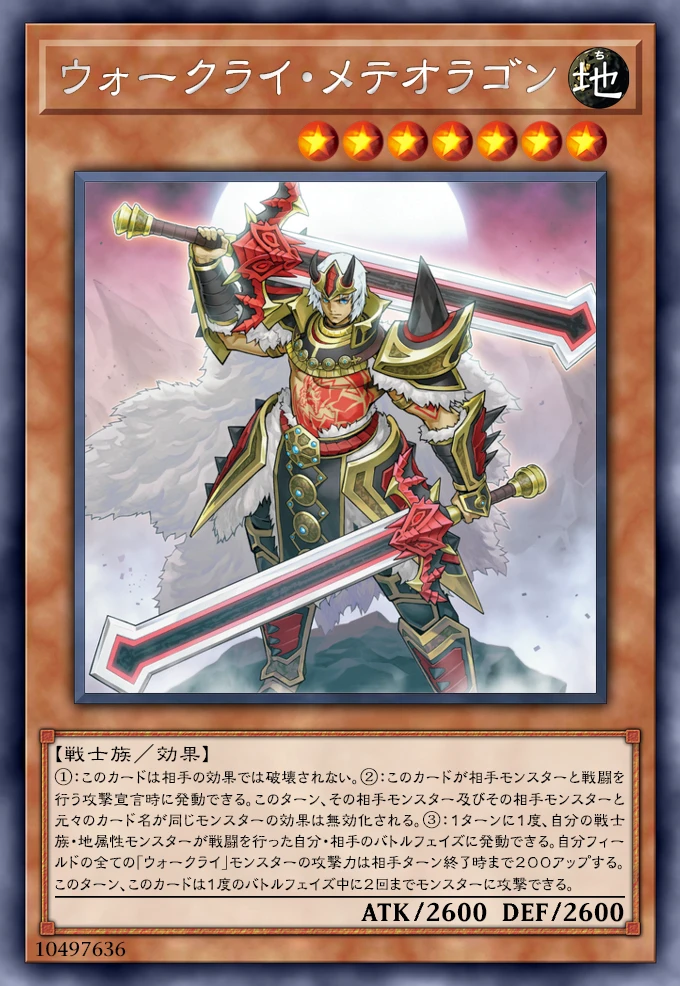 ウォークライ・メテオラゴン
ち
地
【戦士族／効果】
①：このカードは相手の効果では破壊されない。②：このカードが相手モンスターと戦闘を
行う攻撃宣言時に発動できる。このターン、その相手モンスター及びその相手モンスターと
元々のカード名が同じモンスターの効果は無効化される。③：１ターンに１度、自分の戦士
族・地属性モンスターが戦闘を行った自分・相手のバトルフェイズに発動できる。自分フィー
ルドの全ての「ウォークライ」モンスターの攻撃力は相手ターン終了時まで２００アップする。
このターン、このカードは１度のバトルフェイズ中に２回までモンスターに攻撃できる。
ATK/2600 DEF/2600
10497636